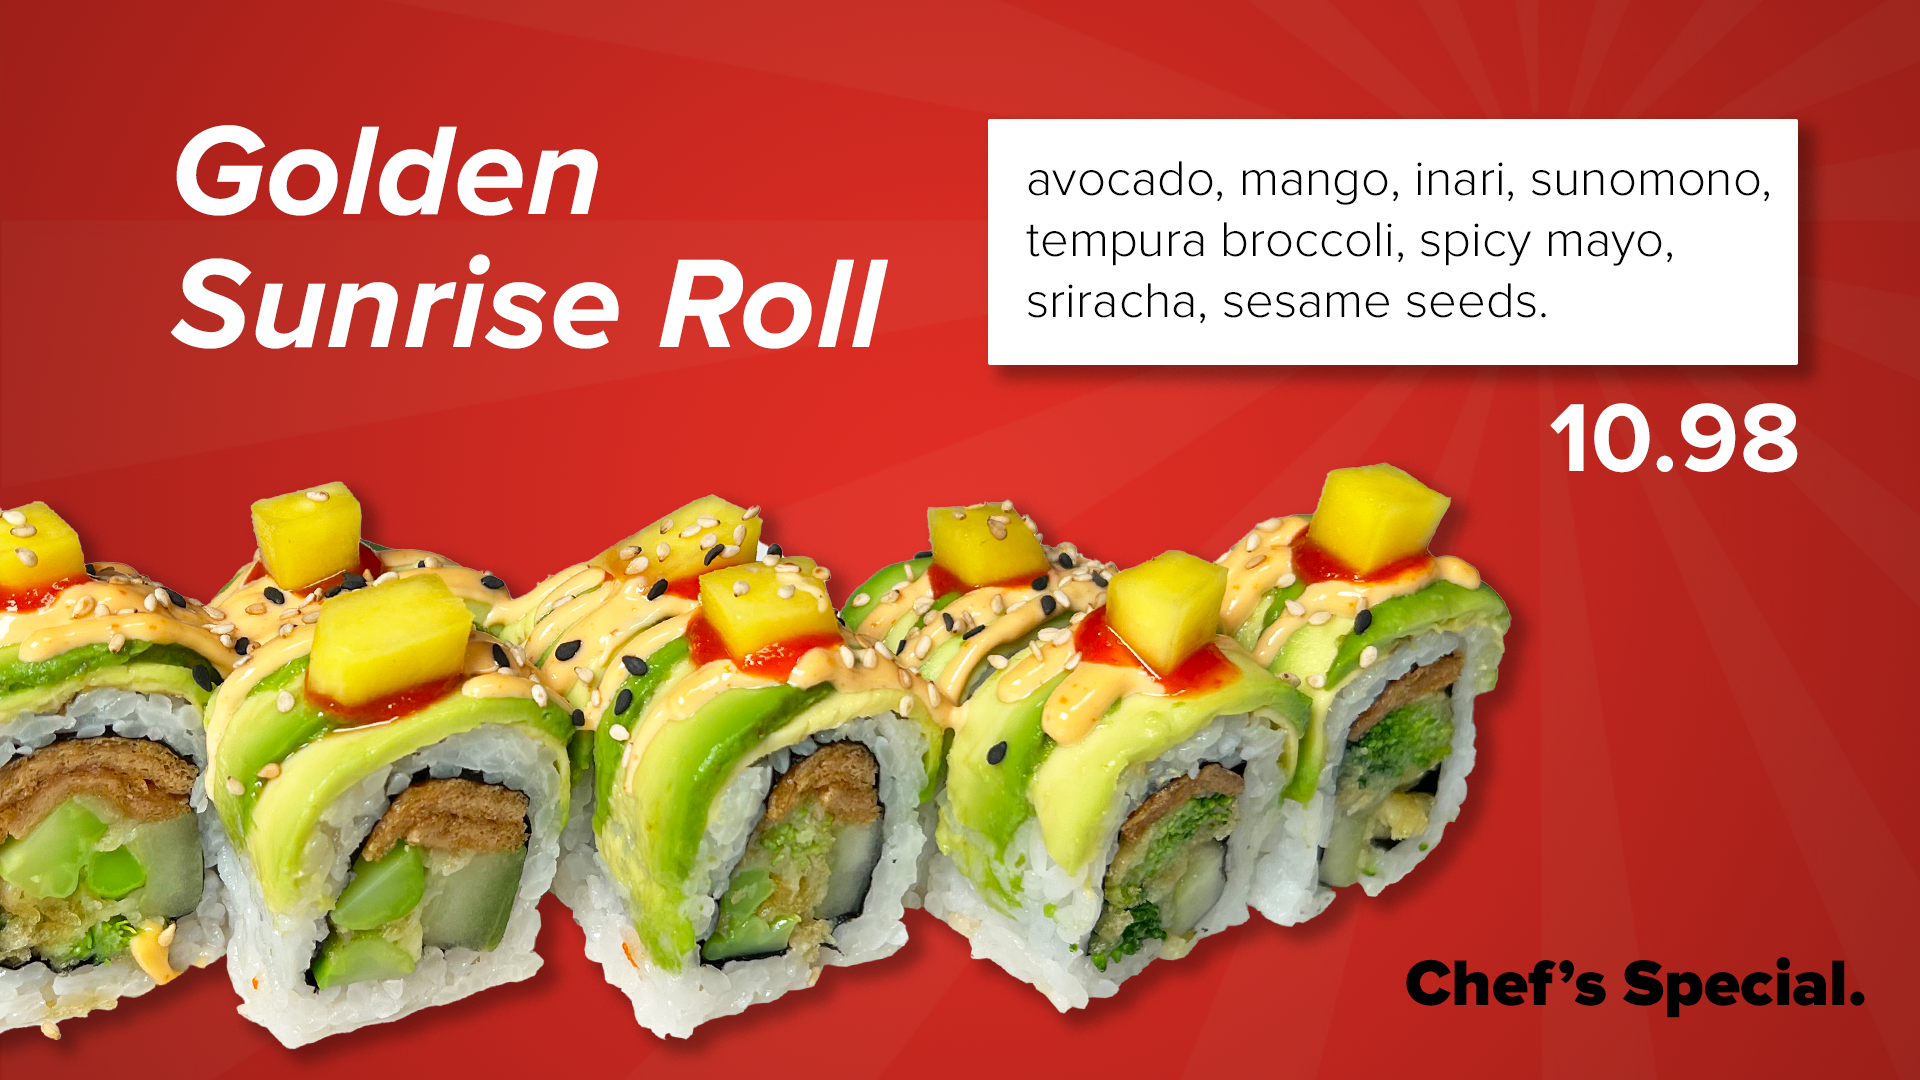 Golden
Sunrise Roll
avocado, mango, inari, sunomono,
tempura broccoli, spicy mayo,
sriracha, sesame seeds.
10.98
Chef’s Special.